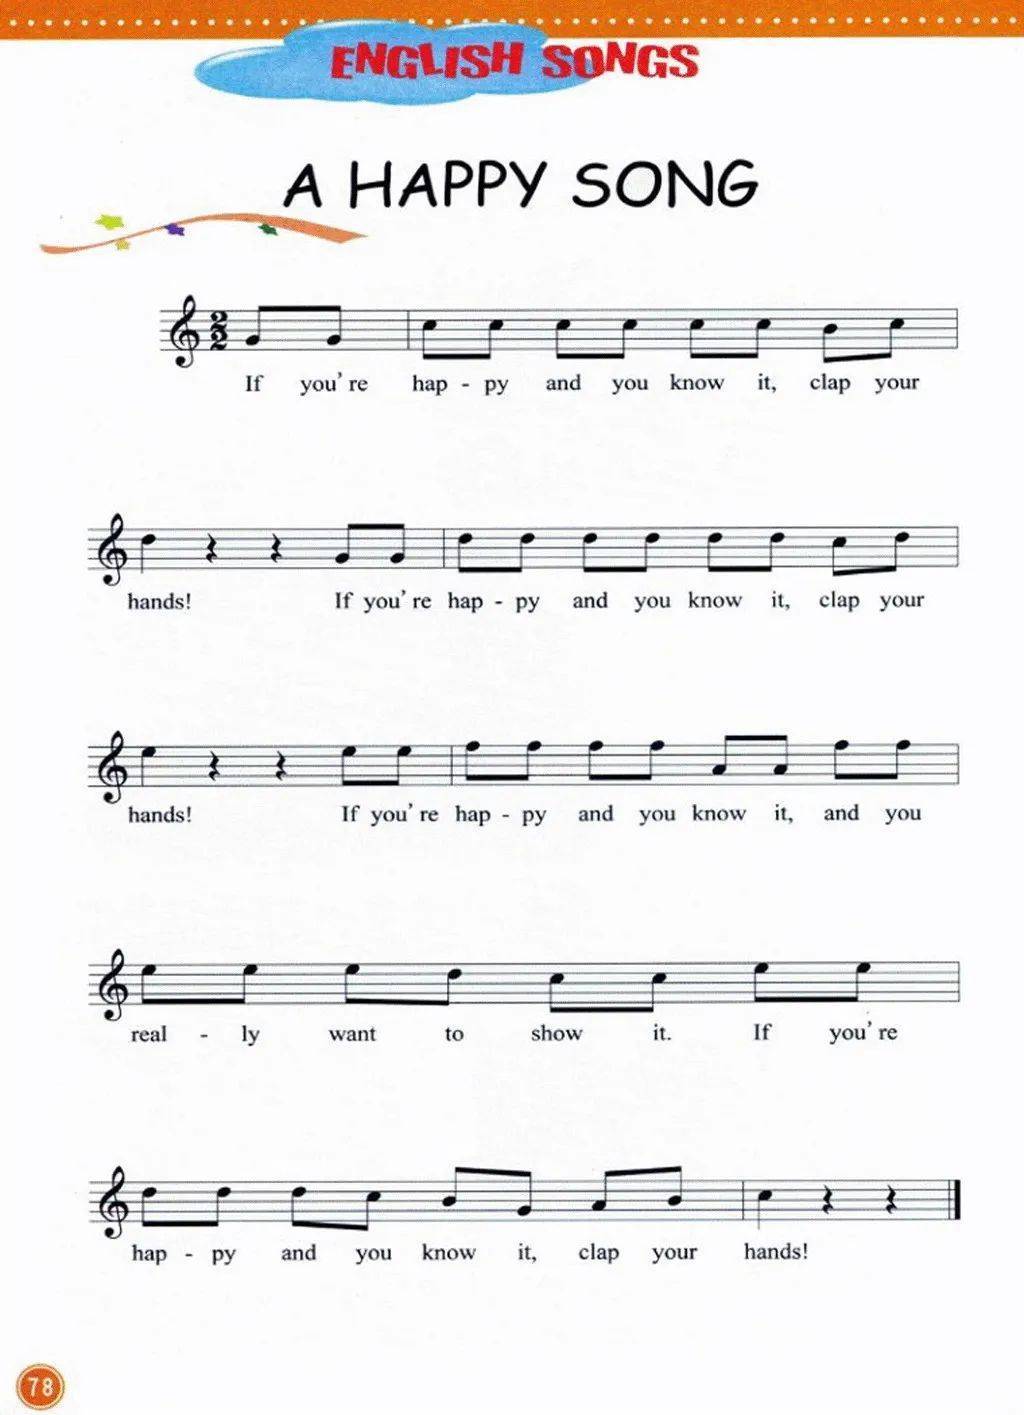 ENGLISH SONGS
A HAPPY SONG
2
2
If you're hap - py and you know it, clap your
hands! If you're hap - py and you know it, clap your
hands! If you're hap - py and you know it, and you
real - ly want to show it. If you're
hap - py and you know it, clap your hands!
78